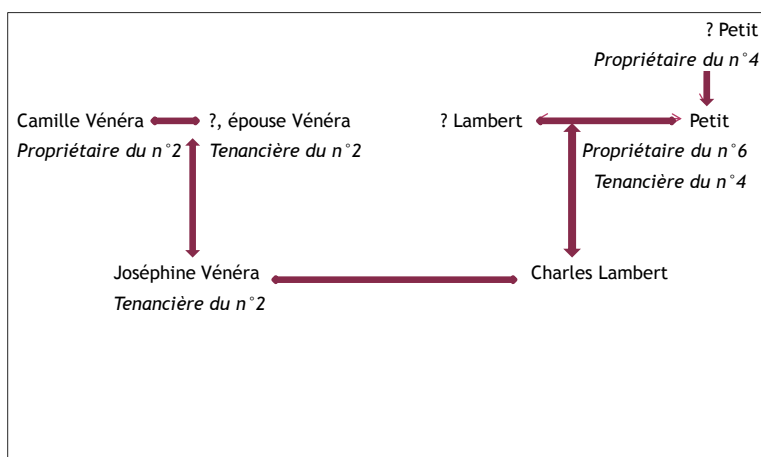 ? Petit
Propriétaire du n°4
Camille Vénéra ?, épouse Vénéra ? Lambert Petit
Propriétaire du n°2 Tenancière du n°2 Propriétaire du n°6
Tenancière du n°4
Joséphine Vénéra Charles Lambert
Tenancière du n°2